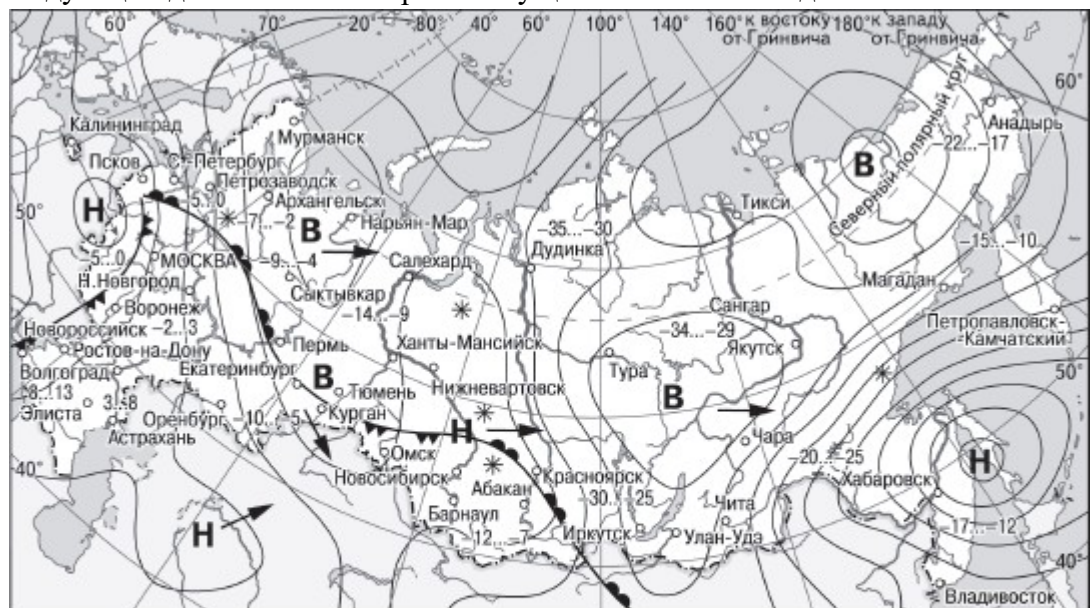 60°
70°
20°
80°
40°
60°
100°
140°
160°
к востоку
от Гринвича
180°
к западу
от Гринвича
60°
Калининград
Мурманск
Псков
С.-Петербург
Петрозаводск
Архангельск
Нарьян-Мар
Северный полярный круг
Анадырь
-22...-17
В
Тикси
50°
Н
-5...0
-7...-2
В
-35...-30
Дудинка
-15...-10
-5...0
МОСКВА
-9...-4
Салехард
Магадан
Н.Новгород
Сыктывкар
Сангар
Воронеж
-14...-9
-34...-29
Петропавловск-
Камчатский
Новороссийск
-2...3
Пермь
Ханты-Мансийск
Якутск
Ростов-на-Дону
Екатеринбург
Тура
50°
Волгоград
В
Тюмень
Нижневартовск
В
8...13
3...8
Курган
Элиста
Оренбург
-10...-5
Н
Чара
Астрахань
Омск
-20...-25
40°
Новосибирск
Красноярск
Хабаровск
Н
Абакан
-30...-25
Чита
Барнаул
-17...-12
Н
-12...-7
Иркутск
Улан-Удэ
40°
Владивосток